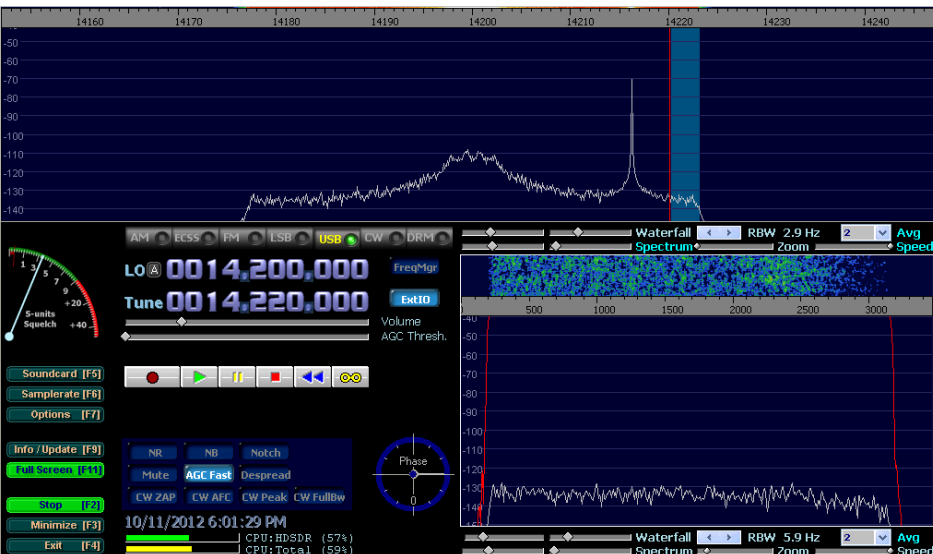 14160 14170 14180 14190 14200 14210 14220 14230 14240
-50
-60
-70
-80
-90
-100
-110
-120
-130
-140
AM ECSS FM LSB USB CW DRM
Waterfall RBW 2.9 Hz 2 Avg
Spectrum Zoom Speed
LO A 0014.200.000 FreqMgr
Tune 0014.220.000 ExtIO
Volume
AGC Thresh.
1 3 5 7 9 +20 +40
S-units
Squelch
500 1000 1500 2000 2500 3000
-40
-50
-60
-70
-80
-90
-100
-110
-120
-130
-140
Soundcard [F5]
Samplerate [F6]
Options [F7]
Info/Update [F9]
Full Screen [F11]
Stop [F2]
Minimize [F3]
Exit [F4]
NR NB Notch
Mute AGC Fast Despread
CW ZAP CW AFC CW Peak CW FullBw
Phase
0
10/11/2012 6:01:29 PM
CPU:HDSDR (57%)
CPU:Total (59%)
Waterfall RBW 5.9 Hz 2 Avg
Spectrum Zoom Speed